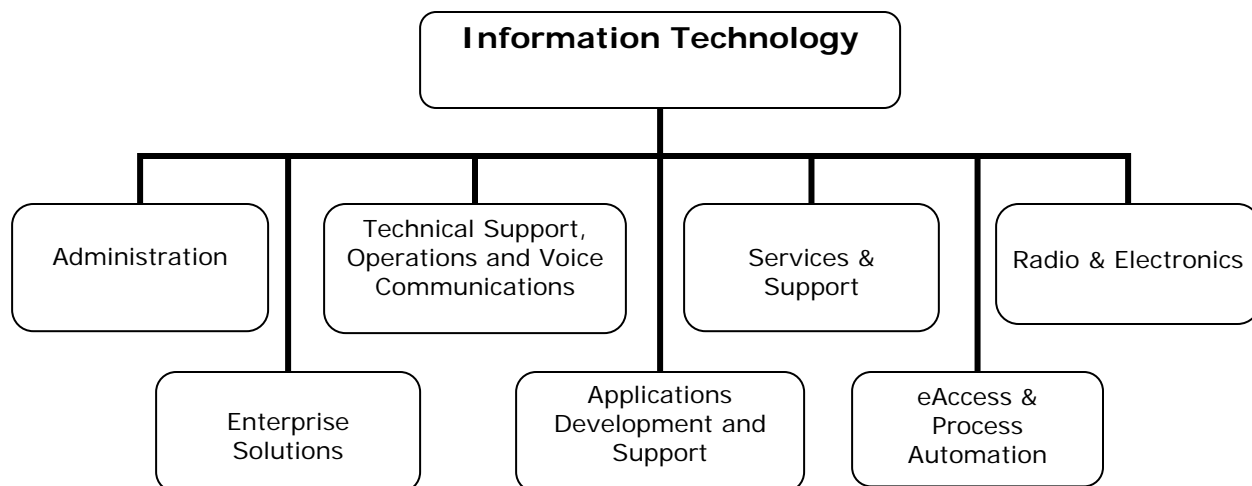 Information Technology
Administration
Technical Support,
Operations and Voice
Communications
Services &
Support
Radio & Electronics
Enterprise
Solutions
Applications
Development and
Support
eAccess &
Process
Automation